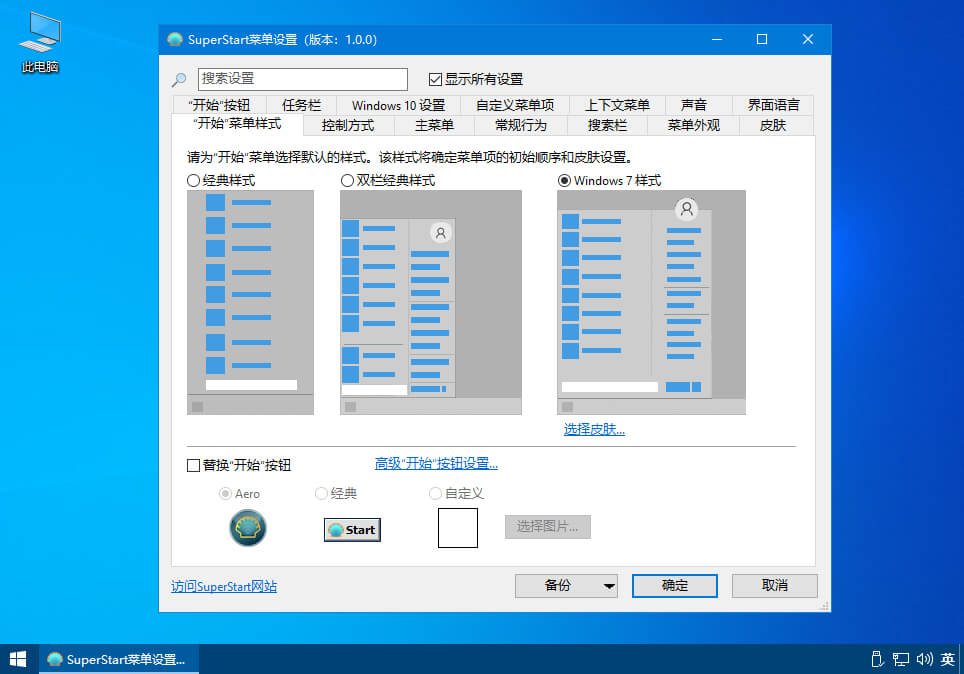 此电脑
SuperStart菜单设置（版本：1.0.0）
搜索设置
显示所有设置
“开始”按钮 任务栏 Windows 10 设置 自定义菜单项 上下文菜单 声音 界面语言
“开始”菜单样式 控制方式 主菜单 常规行为 搜索栏 菜单外观 皮肤
请为“开始”菜单选择默认的样式。该样式将确定菜单项的初始顺序和皮肤设置。
经典样式 双栏经典样式 Windows 7 样式
选择皮肤...
替换“开始”按钮 高级“开始”按钮设置...
Aero 经典 自定义
Start 选择图片...
访问SuperStart网站 备份 确定 取消
SuperStart菜单设置... 英